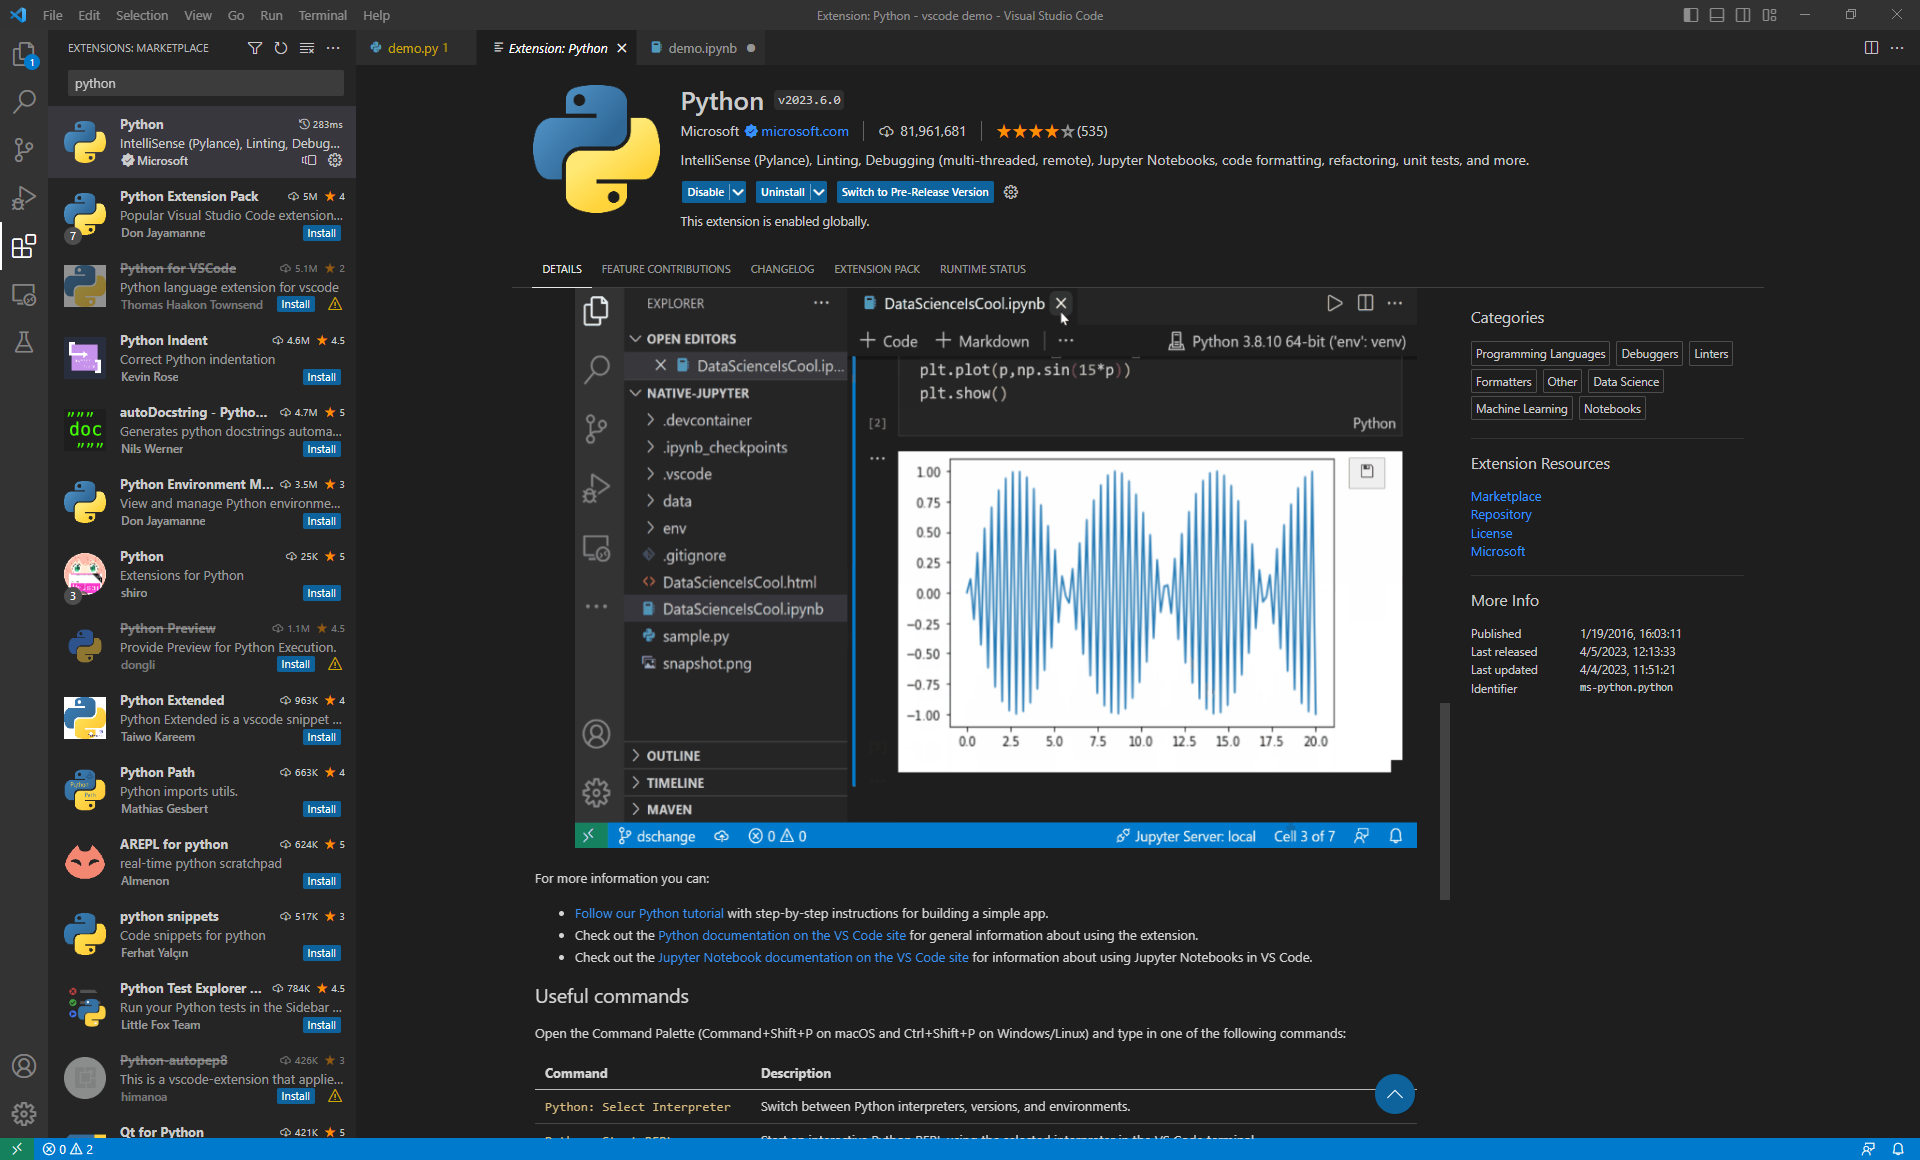 File Edit Selection View Go Run Terminal Help
Extension: Python - vscode demo - Visual Studio Code
EXTENSIONS: MARKETPLACE
1
python
Python 283ms
IntelliSense (Pylance), Linting, Debug...
Microsoft
Python Extension Pack 5M 4
Popular Visual Studio Code extension...
7
Don Jayamanne Install
Python for VSCode 5.1M 2
Python language extension for vscode
Thomas Haakon Townsend Install
Python Indent 4.6M 4.5
Correct Python indentation
Kevin Rose Install
autoDocstring - Pytho... 4.7M 5
Generates python docstrings automa...
""" doc """
Nils Werner Install
Python Environment M... 3.5M 3
View and manage Python environme...
Don Jayamanne Install
Python 25K 5
Extensions for Python
3
shiro Install
Python Preview 1.1M 4.5
Provide Preview for Python Execution.
dongli Install
Python Extended 963K 4
Python Extended is a vscode snippet ...
Taiwo Kareem Install
Python Path 663K 4
Python imports utils.
Python
Path
Mathias Gesbert Install
AREPL for python 624K 5
real-time python scratchpad
Almenon Install
python snippets 517K 3
Code snippets for python
Ferhat Yalçın Install
Python Test Explorer ... 784K 4.5
Run your Python tests in the Sidebar ...
Little Fox Team Install
Python-autopep8 426K 3
This is a vscode-extension that applie...
himanoa Install
Qt for Python 421K 5
demo.py 1
Extension: Python
demo.ipynb
Python v2023.6.0
Microsoft microsoft.com 81,961,681 (535)
IntelliSense (Pylance), Linting, Debugging (multi-threaded, remote), Jupyter Notebooks, code formatting, refactoring, unit tests, and more.
Disable Uninstall Switch to Pre-Release Version
This extension is enabled globally.
DETAILS FEATURE CONTRIBUTIONS CHANGELOG EXTENSION PACK RUNTIME STATUS
EXPLORER ...
OPEN EDITORS
DataScienceIsCool.ip...
NATIVE-JUPYTER
.devcontainer
.ipynb_checkpoints
.vscode
data
env
.gitignore
DataScienceIsCool.html
DataScienceIsCool.ipynb
sample.py
snapshot.png
OUTLINE
TIMELINE
MAVEN
DataScienceIsCool.ipynb
Code Markdown ... Python 3.8.10 64-bit ('env': venv)
plt.plot(p,np.sin(15*p))
plt.show()
[2] Python
1.00
0.75
0.50
0.25
0.00
−0.25
−0.50
−0.75
−1.00
0.0 2.5 5.0 7.5 10.0 12.5 15.0 17.5 20.0
dschange 0 0 Jupyter Server: local Cell 3 of 7
For more information you can:
• Follow our Python tutorial with step-by-step instructions for building a simple app.
• Check out the Python documentation on the VS Code site for general information about using the extension.
• Check out the Jupyter Notebook documentation on the VS Code site for information about using Jupyter Notebooks in VS Code.
Useful commands
Open the Command Palette (Command+Shift+P on macOS and Ctrl+Shift+P on Windows/Linux) and type in one of the following commands:
Command Description
Python: Select Interpreter Switch between Python interpreters, versions, and environments.
Categories
Programming Languages Debuggers Linters
Formatters Other Data Science
Machine Learning Notebooks
Extension Resources
Marketplace
Repository
License
Microsoft
More Info
Published 1/19/2016, 16:03:11
Last released 4/5/2023, 12:13:33
Last updated 4/4/2023, 11:51:21
Identifier ms-python.python
0 2